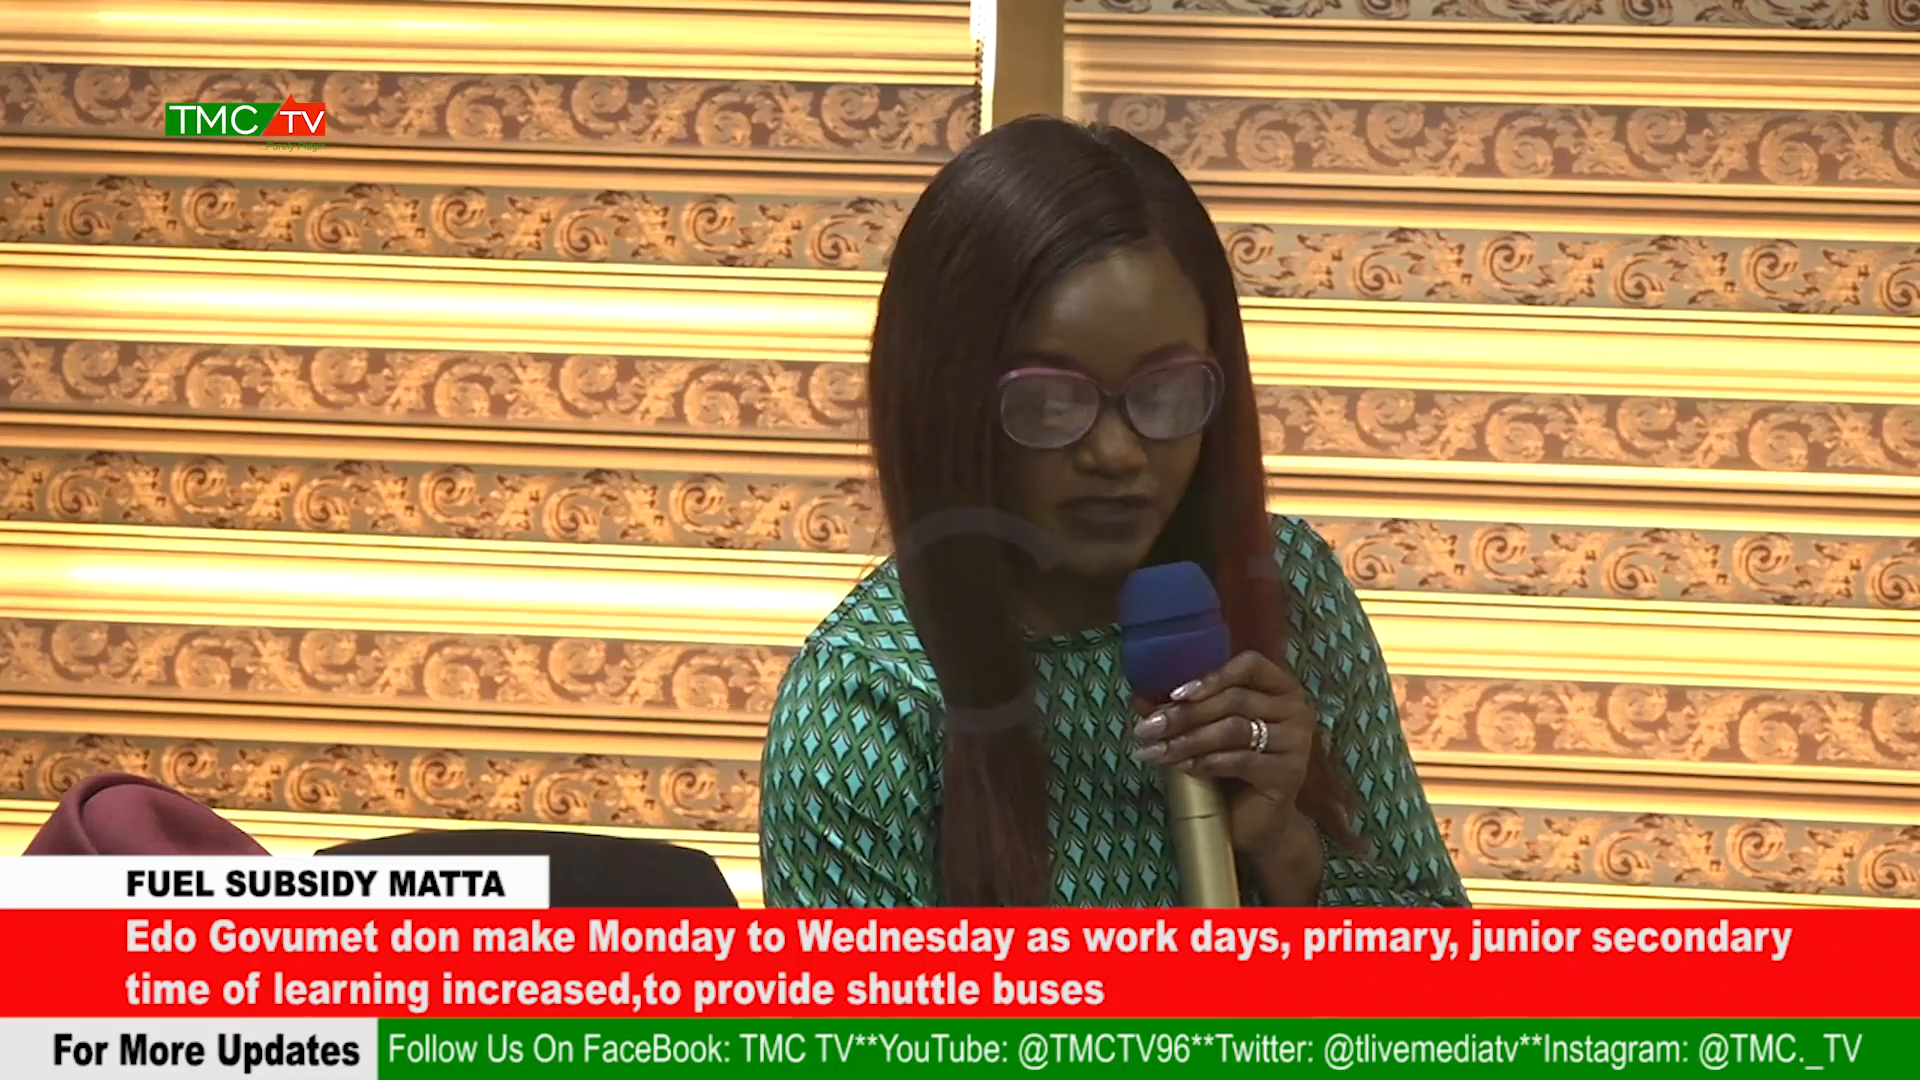 TMC TV
...Purely Pidgin
FUEL SUBSIDY MATTA
Edo Govumet don make Monday to Wednesday as work days, primary, junior secondary
time of learning increased,to provide shuttle buses
For More Updates
Follow Us On FaceBook: TMC TV**YouTube: @TMCTV96**Twitter: @tlivemediatv**Instagram: @TMC._TV